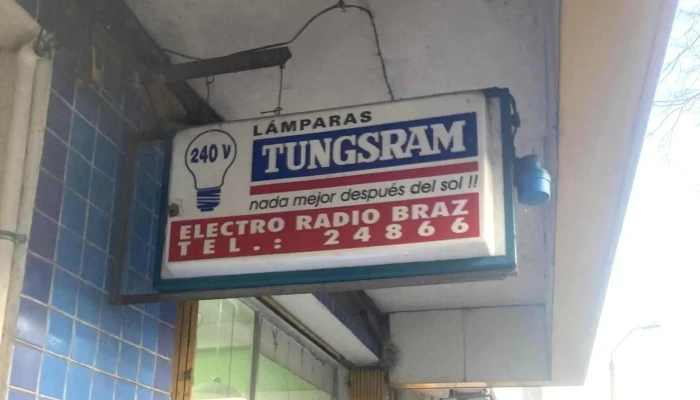 LÁMPARAS
240 V
TUNGSRAM
nada mejor después del sol !!
ELECTRO RADIO BRAZ
TEL.: 24866